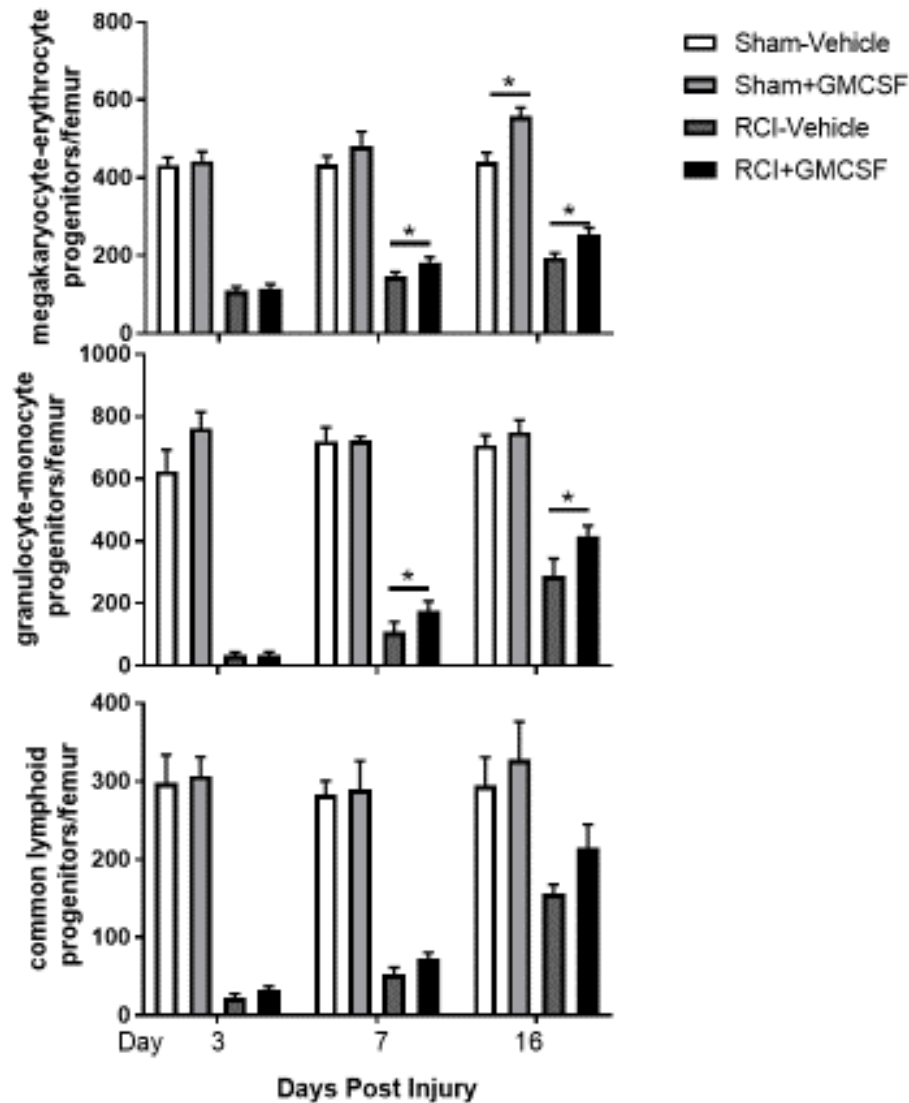 800
600
400
200
0
megakaryocyte-erythrocyte
progenitors/femur
*
*
*
Sham-Vehicle
Sham+GMCSF
RCI-Vehicle
RCI+GMCSF
1000
800
600
400
200
0
granulocyte-monocyte
progenitors/femur
*
*
400
300
200
100
0
common lymphoid
progenitors/femur
Day 3 7 16
Days Post Injury